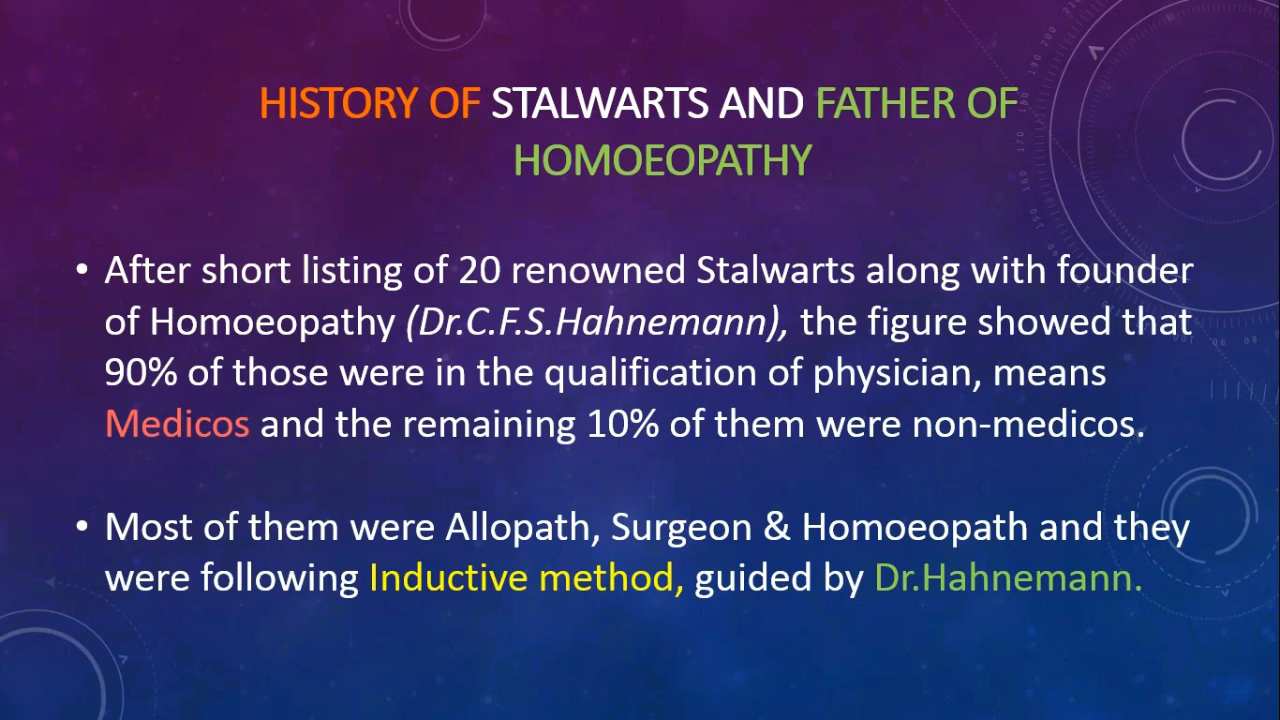 HISTORY OF STALWARTS AND FATHER OF
HOMOEOPATHY
• After short listing of 20 renowned Stalwarts along with founder
of Homoeopathy (Dr.C.F.S.Hahnemann), the figure showed that
90% of those were in the qualification of physician, means
Medicos and the remaining 10% of them were non-medicos.
• Most of them were Allopath, Surgeon & Homoeopath and they
were following Inductive method, guided by Dr.Hahnemann.